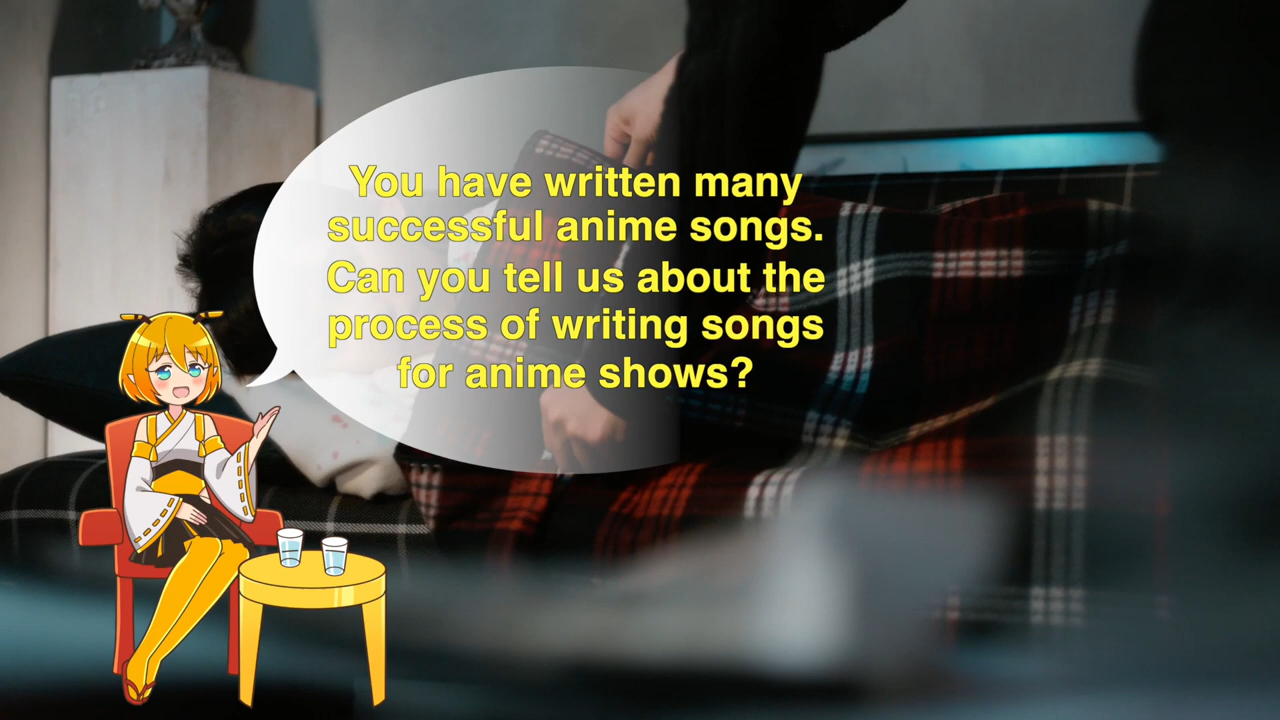 You have written many
successful anime songs.
Can you tell us about the
process of writing songs
for anime shows?